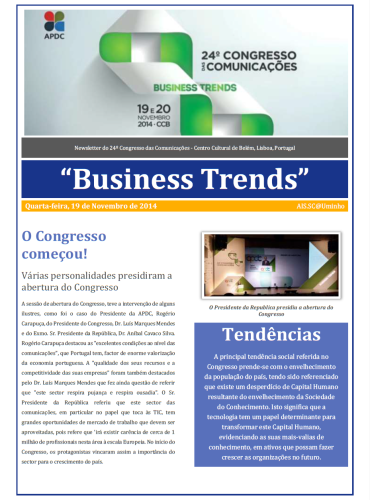 APDC
24º CONGRESSO
DAS COMUNICAÇÕES
BUSINESS TRENDS
19 E 20
NOVEMBRO
2014 - CCB
Newsletter do 24º Congresso das Comunicações - Centro Cultural de Belém, Lisboa, Portugal
“Business Trends”
Quarta-feira, 19 de Novembro de 2014
AIS.SC@Uminho
O Congresso
começou!
Várias personalidades presidiram a
abertura do Congresso
A sessão de abertura do Congresso, teve a intervenção de alguns
ilustres, como foi o caso do Presidente da APDC, Rogério
Carapuça, do Presidente do Congresso, Dr. Luís Marques Mendes
e do Exmo. Sr. Presidente da República, Dr. Aníbal Cavaco Silva.
Rogério Carapuça destacou as "excelentes condições ao nível das
comunicações", que Portugal tem, factor de enorme valorização
da economia portuguesa. A "qualidade dos seus recursos e a
competitividade das suas empresas" foram também destacados
pelo Dr. Luís Marques Mendes que fez ainda questão de referir
que "este sector respira pujança e respira ousadia". O Sr.
Presidente da República referiu que este sector das
comunicações, em particular no papel que toca às TIC, tem
grandes oportunidades de mercado de trabalho que devem ser
aproveitadas, pois refere que "irá existir carência de cerca de 1
milhão de profissionais nesta área à escala Europeia. No início do
Congresso, os protagonistas vincaram assim a importância do
sector para o crescimento do país.
O Presidente da Republica presidiu a abertura do
Congresso
Tendências
A principal tendência social referida no
Congresso prende-se com o envelhecimento
da população do país, tendo sido referenciado
que existe um desperdício de Capital Humano
resultante do envelhecimento da Sociedade
do Conhecimento. Isto significa que a
tecnologia tem um papel determinante para
transformar este Capital Humano,
evidenciando as suas mais-valias de
conhecimento, em ativos que possam fazer
crescer as organizações no futuro.